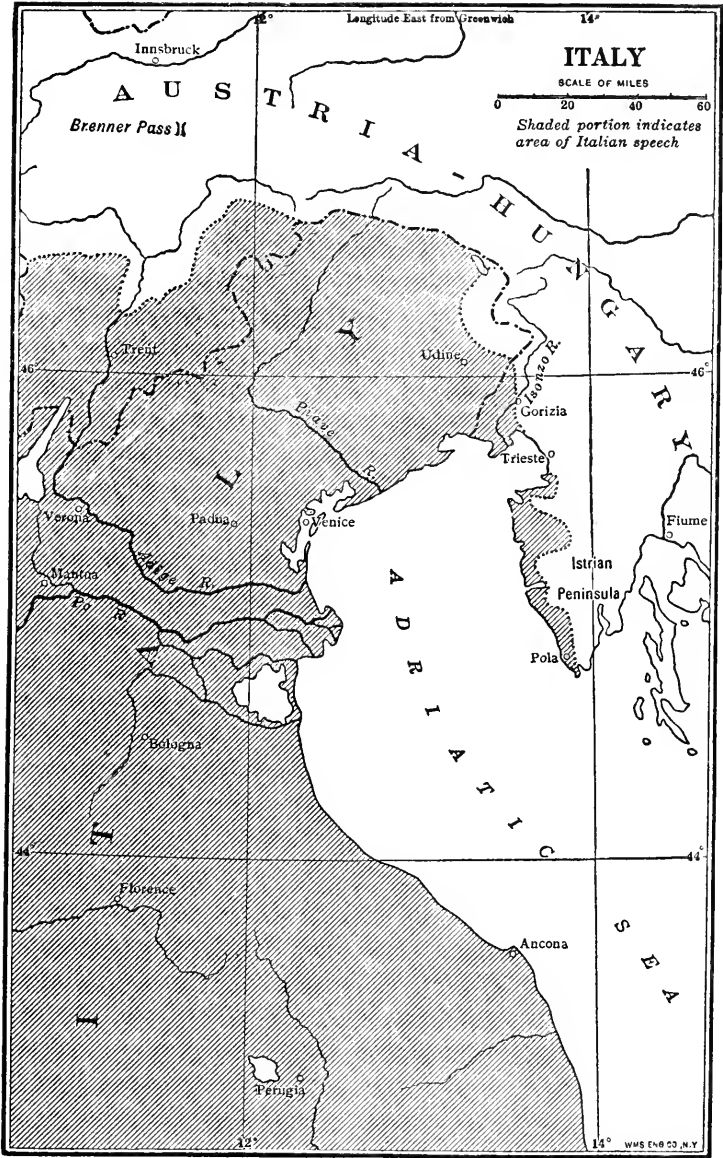 12° Longitude East from Greenwich 14°
ITALY
SCALE OF MILES
0 20 40 60
Shaded portion indicates
area of Italian speech
Innsbruck
AUSTRIA-HUNGARY
Brenner Pass
Trent
Udine
46° 46°
Isonzo R.
Gorizia
Piave R.
Trieste
Verona
Padua
Venice
Fiume
Adige R.
Mantua
Istrian
Peninsula
Po R.
Pola
ADRIATIC SEA
Bologna
ITALY
44° 44°
Florence
Ancona
Perugia
12° 14°
WMS ENG CO., N.Y